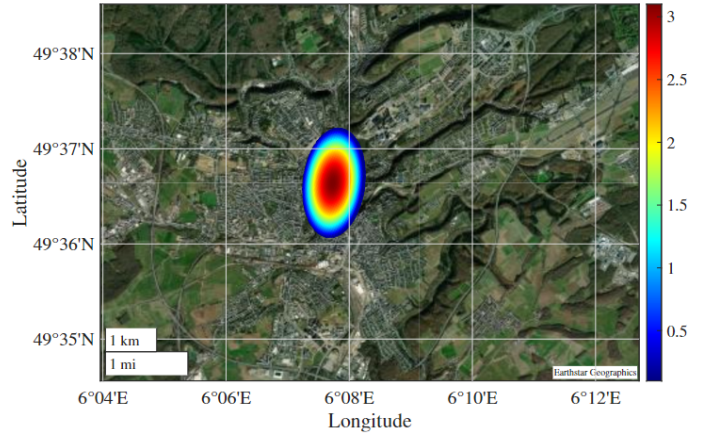 49°38'N
49°37'N
49°36'N
49°35'N
Latitude
1 km
1 mi
Earthstar Geographics
6°04'E 6°06'E 6°08'E 6°10'E 6°12'E
Longitude
3
2.5
2
1.5
1
0.5